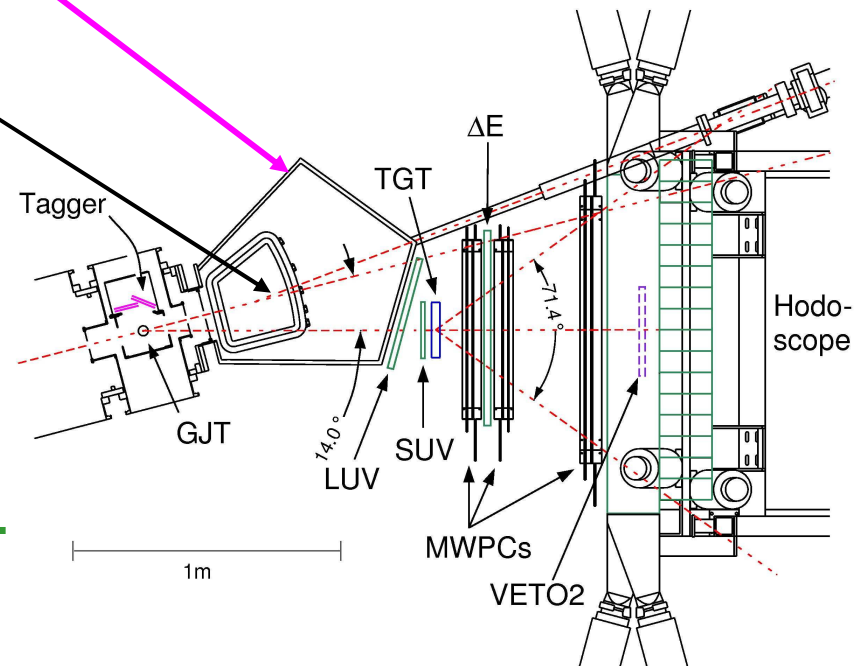 ΔE
TGT
Tagger
71.4°
Hodo-
scope
GJT
14.0°
SUV
LUV
MWPCs
1m
VETO2